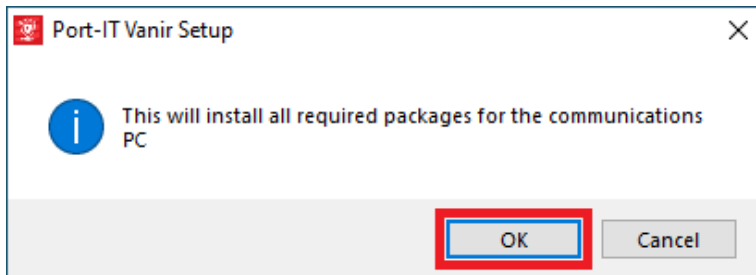 Port-IT Vanir Setup
This will install all required packages for the communications
PC
OK
Cancel